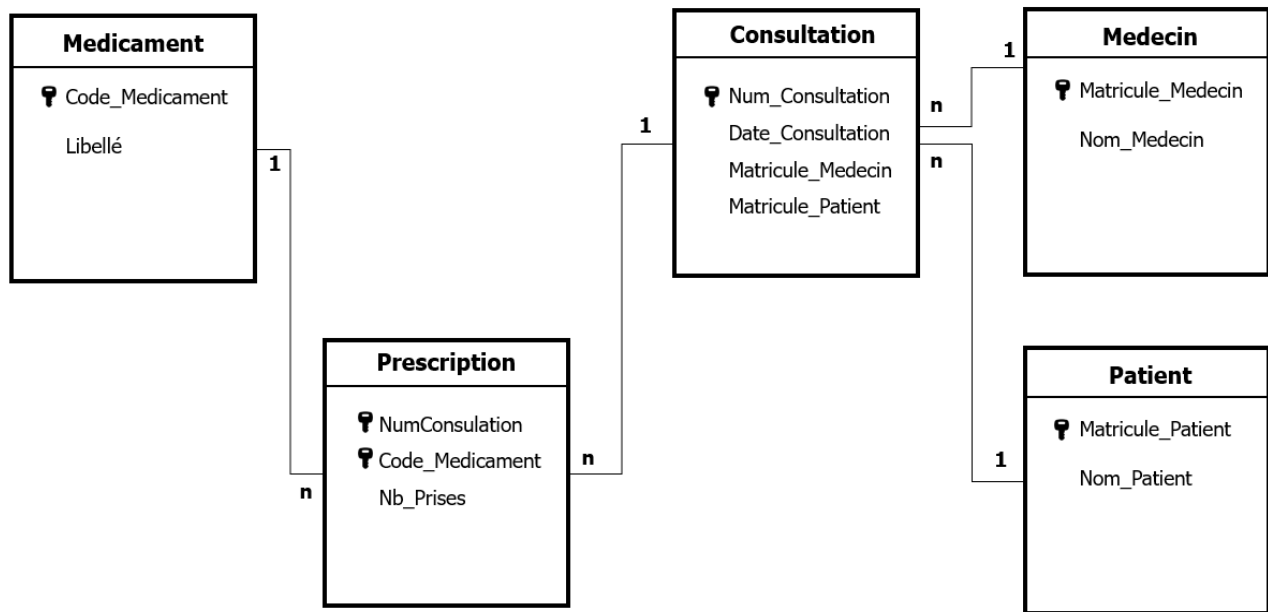 Medicament
Code_Medicament
Libellé
1
n
Prescription
NumConsulation
Code_Medicament
Nb_Prises
n
1
Consultation
Num_Consultation
Date_Consultation
Matricule_Medecin
Matricule_Patient
n
n
1
Medecin
Matricule_Medecin
Nom_Medecin
1
Patient
Matricule_Patient
Nom_Patient